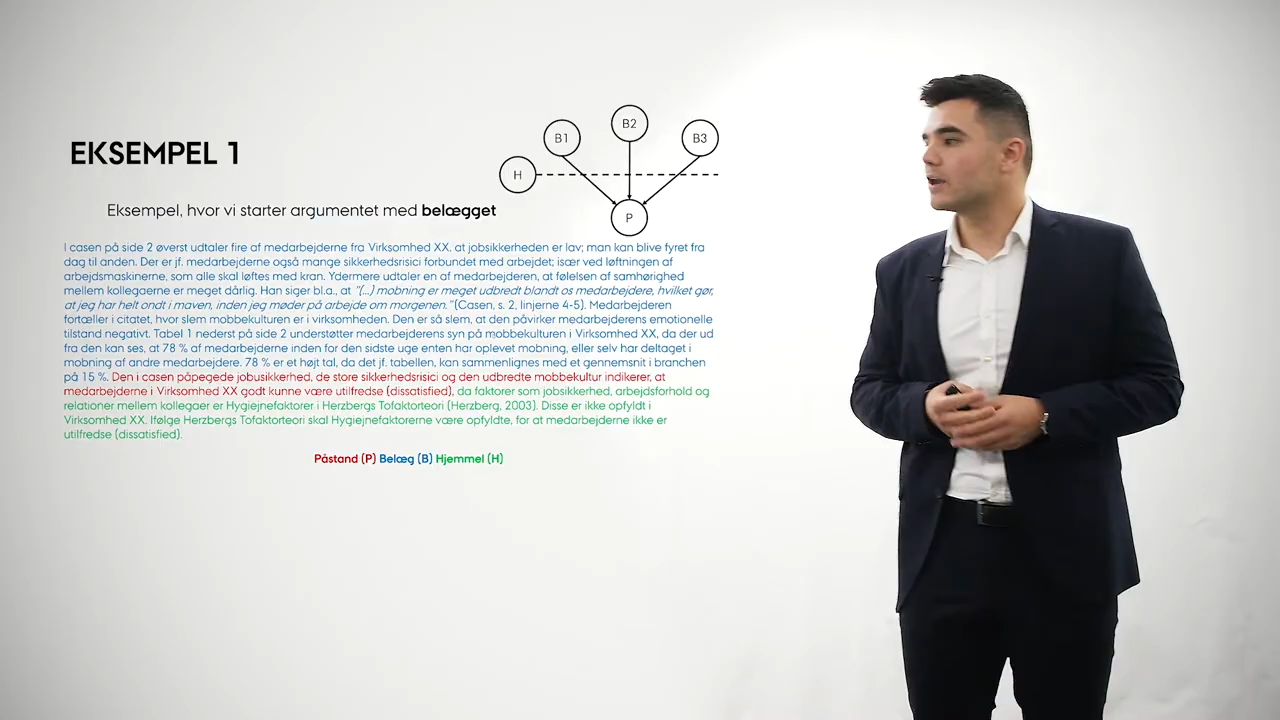 EKSEMPEL 1
B1
B2
B3
H
P
Eksempel, hvor vi starter argumentet med belægget
I casen på side 2 øverst udtaler fire af medarbejderne fra Virksomhed XX. at jobsikkerheden er lav; man kan blive fyret fra
dag til anden. Der er jf. medarbejderne også mange sikkerhedsrisici forbundet med arbejdet; især ved løftningen af
arbejdsmaskinerne, som alle skal løftes med kran. Ydermere udtaler en af medarbejderen, at følelsen af samhørighed
mellem kollegaerne er meget dårlig. Han siger bl.a., at "(...) mobning er meget udbredt blandt os medarbejdere, hvilket gør,
at jeg har helt ondt i maven, inden jeg møder på arbejde om morgenen."(Casen, s. 2, linjerne 4-5). Medarbejderen
fortæller i citatet, hvor slem mobbekulturen er i virksomheden. Den er så slem, at den påvirker medarbejderens emotionelle
tilstand negativt. Tabel 1 nederst på side 2 understøtter medarbejderens syn på mobbekulturen i Virksomhed XX, da der ud
fra den kan ses, at 78 % af medarbejderne inden for den sidste uge enten har oplevet mobning, eller selv har deltaget i
mobning af andre medarbejdere. 78 % er et højt tal, da det jf. tabellen, kan sammenlignes med et gennemsnit i branchen
på 15 %. Den i casen påpegede jobusikkerhed, de store sikkerhedsrisici og den udbredte mobbekultur indikerer, at
medarbejderne i Virksomhed XX godt kunne være utilfredse (dissatisfied), da faktorer som jobsikkerhed, arbejdsforhold og
relationer mellem kollegaer er Hygiejnefaktorer i Herzbergs Tofaktorteori (Herzberg, 2003). Disse er ikke opfyldt i
Virksomhed XX. Ifølge Herzbergs Tofaktorteori skal Hygiejnefaktorerne være opfyldte, for at medarbejderne ikke er
utilfredse (dissatisfied).
Påstand (P) Belæg (B) Hjemmel (H)